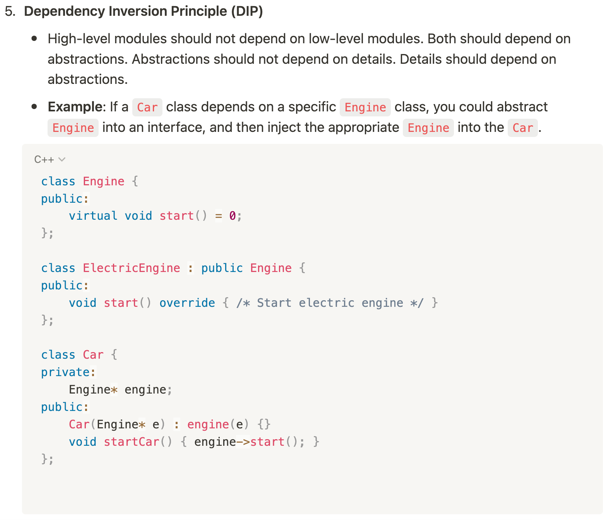 5. Dependency Inversion Principle (DIP)
• High-level modules should not depend on low-level modules. Both should depend on
abstractions. Abstractions should not depend on details. Details should depend on
abstractions.
• Example: If a Car class depends on a specific Engine class, you could abstract
Engine into an interface, and then inject the appropriate Engine into the Car.
C++
class Engine {
public:
    virtual void start() = 0;
};

class ElectricEngine : public Engine {
public:
    void start() override { /* Start electric engine */ }
};

class Car {
private:
    Engine* engine;
public:
    Car(Engine* e) : engine(e) {}
    void startCar() { engine->start(); }
};